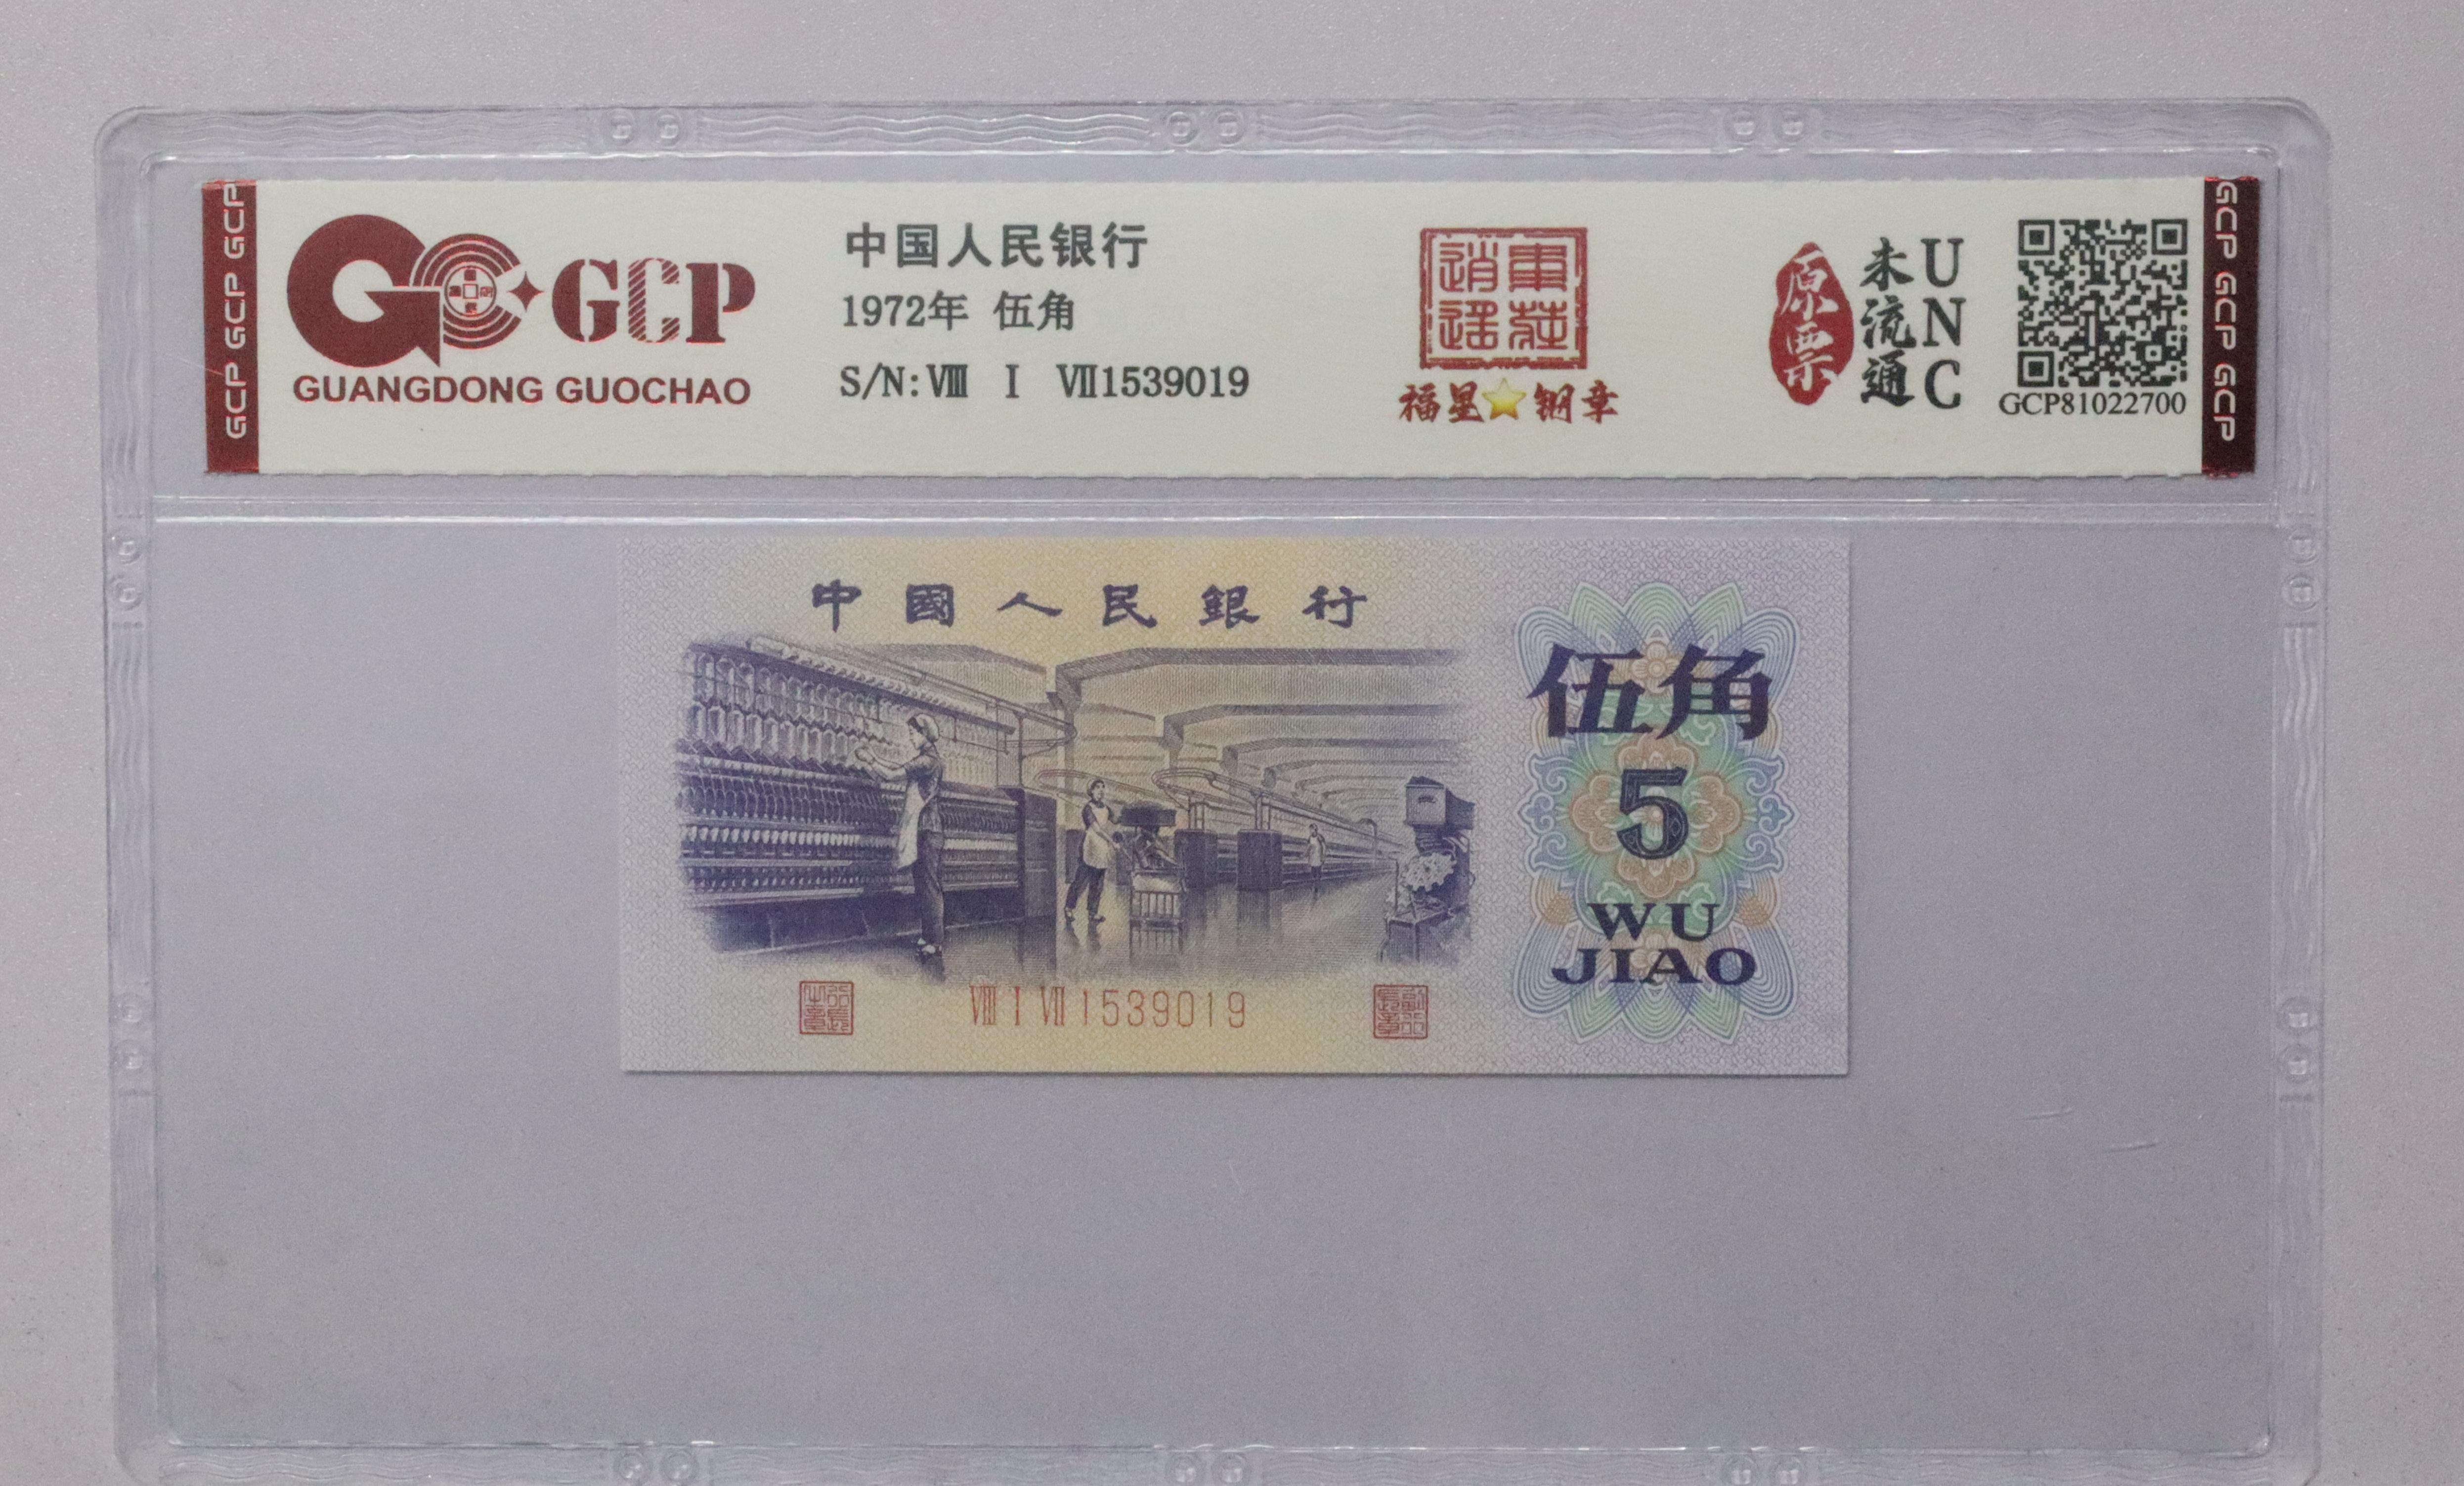 GCP GCP GCP
GCP
GUANGDONG GUOCHAO
中国人民银行
1972年 伍角
S/N:Ⅷ Ⅰ Ⅶ1539019
福星⭐钢章
原票
未流通
UNC
GCP81022700
GCP GCP GCP
中國人民銀行
伍角
5
WU
JIAO
Ⅷ Ⅰ Ⅶ 1539019